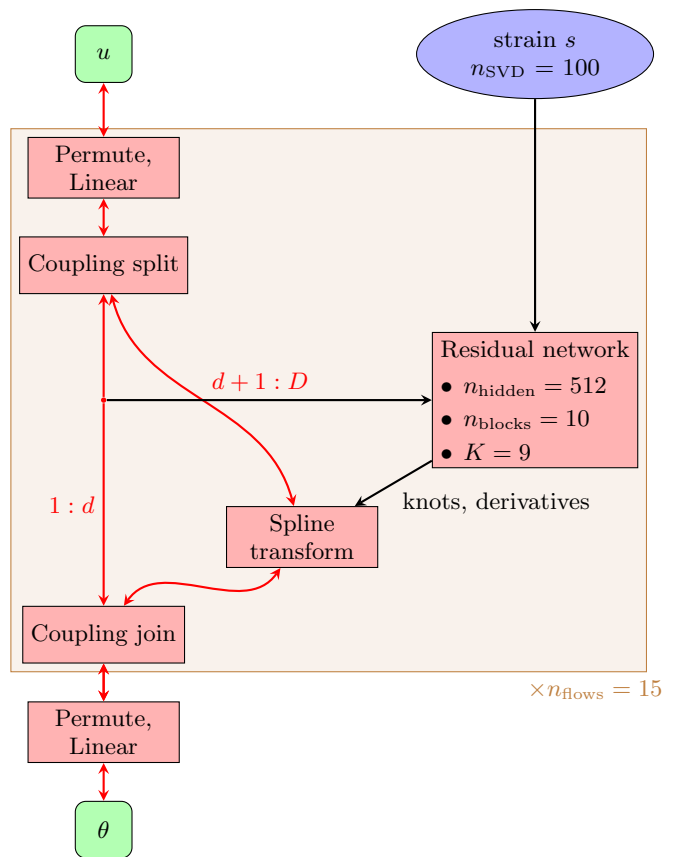 u
strain s
n_SVD = 100
Permute,
Linear
Coupling split
Residual network
• n_hidden = 512
• n_blocks = 10
• K = 9
d + 1 : D
1 : d
knots, derivatives
Spline
transform
Coupling join
×n_flows = 15
Permute,
Linear
θ